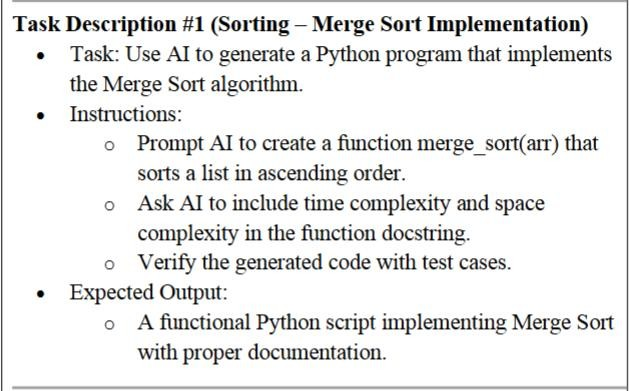 Task Description #1 (Sorting – Merge Sort Implementation)
• Task: Use AI to generate a Python program that implements
the Merge Sort algorithm.
• Instructions:
o Prompt AI to create a function merge_sort(arr) that
sorts a list in ascending order.
o Ask AI to include time complexity and space
complexity in the function docstring.
o Verify the generated code with test cases.
• Expected Output:
o A functional Python script implementing Merge Sort
with proper documentation.